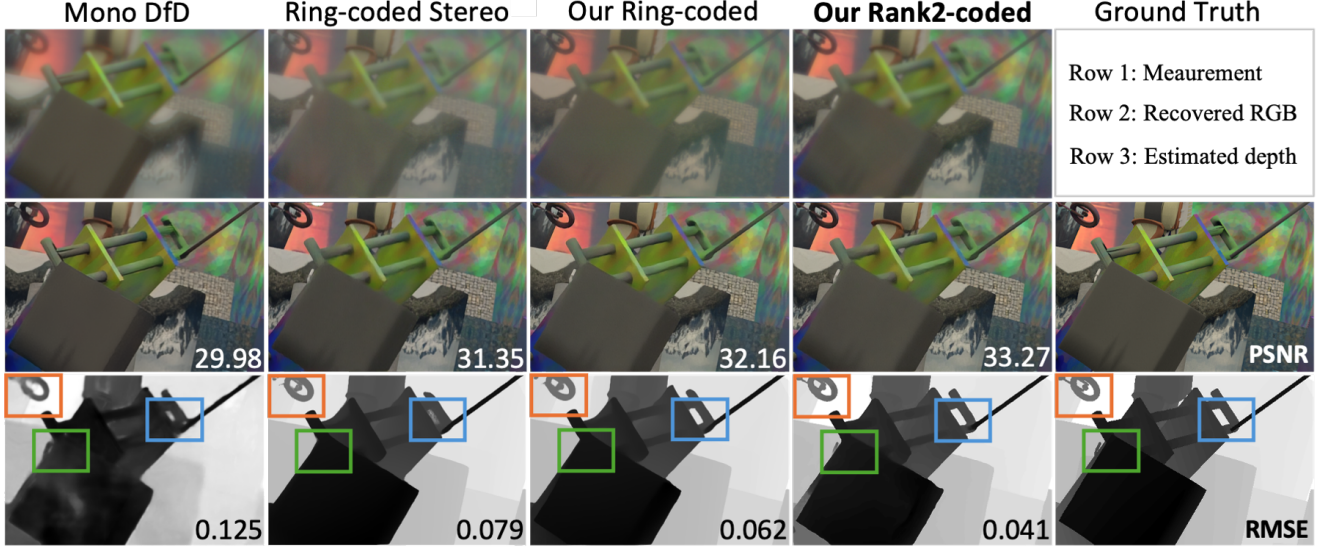 Mono DfD Ring-coded Stereo Our Ring-coded Our Rank2-coded Ground Truth
Row 1: Meaurement
Row 2: Recovered RGB
Row 3: Estimated depth
29.98 31.35 32.16 33.27 PSNR
0.125 0.079 0.062 0.041 RMSE